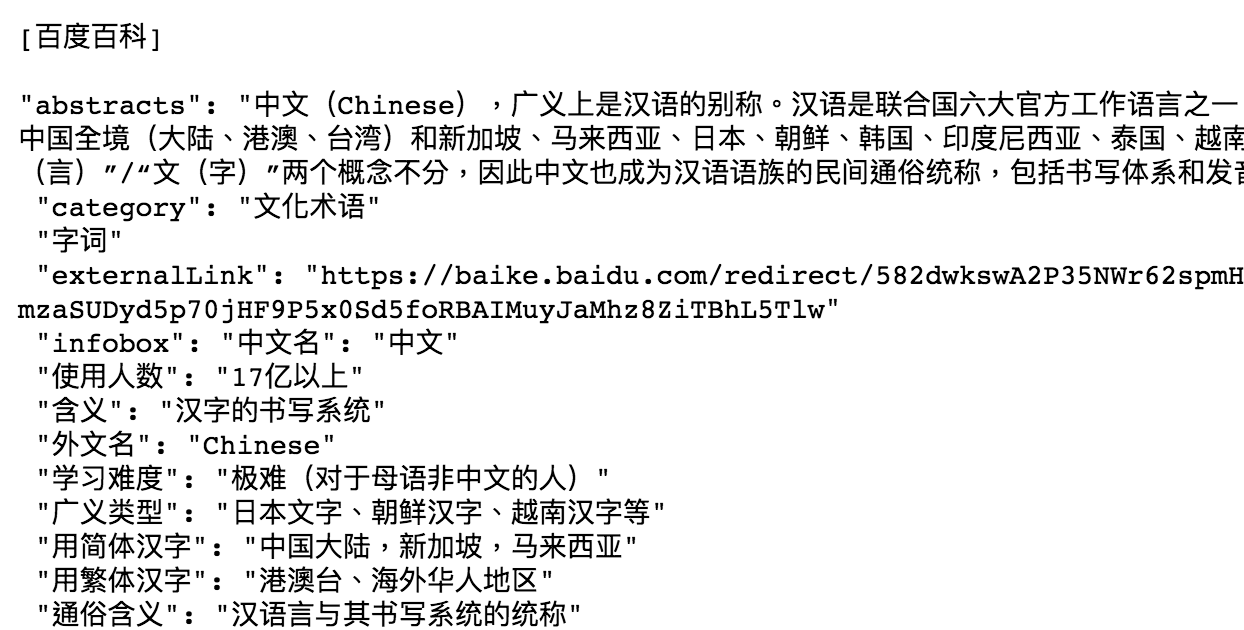 [百度百科]
"abstracts": "中文（Chinese），广义上是汉语的别称。汉语是联合国六大官方工作语言之一
中国全境（大陆、港澳、台湾）和新加坡、马来西亚、日本、朝鲜、韩国、印度尼西亚、泰国、越南
（言）”/“文（字）”两个概念不分，因此中文也成为汉语语族的民间通俗统称，包括书写体系和发音
"category": "文化术语"
"字词"
"externalLink": "https://baike.baidu.com/redirect/582dwkswA2P35NWr62spmH
mzaSUDyd5p70jHF9P5x0Sd5foRBAIMuyJaMhz8ZiTBhL5Tlw"
"infobox": "中文名": "中文"
"使用人数": "17亿以上"
"含义": "汉字的书写系统"
"外文名": "Chinese"
"学习难度": "极难（对于母语非中文的人）"
"广义类型": "日本文字、朝鲜汉字、越南汉字等"
"用简体汉字": "中国大陆，新加坡，马来西亚"
"用繁体汉字": "港澳台、海外华人地区"
"通俗含义": "汉语言与其书写系统的统称"